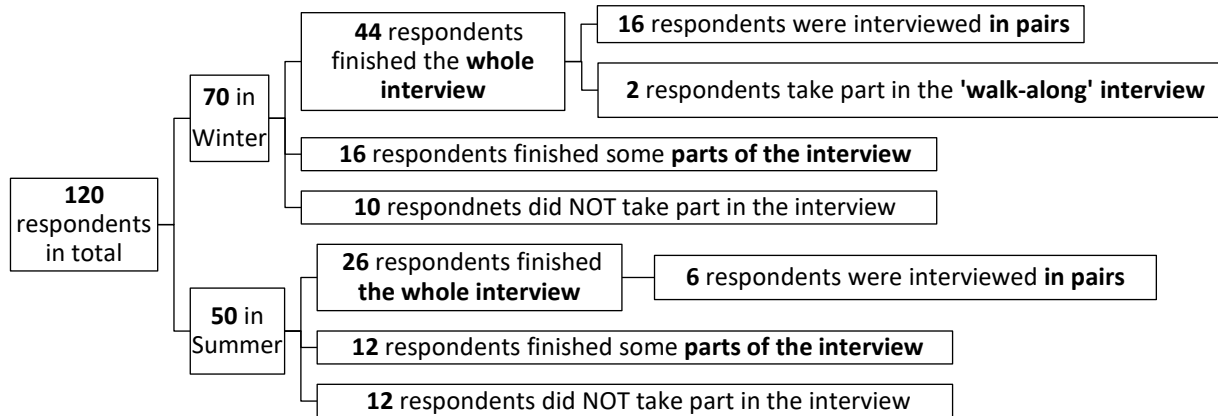 120
respondents
in total
70 in
Winter
44 respondents
finished the whole
interview
16 respondents were interviewed in pairs
2 respondents take part in the 'walk-along' interview
16 respondents finished some parts of the interview
10 respondnets did NOT take part in the interview
50 in
Summer
26 respondents finished
the whole interview
6 respondents were interviewed in pairs
12 respondents finished some parts of the interview
12 respondents did NOT take part in the interview